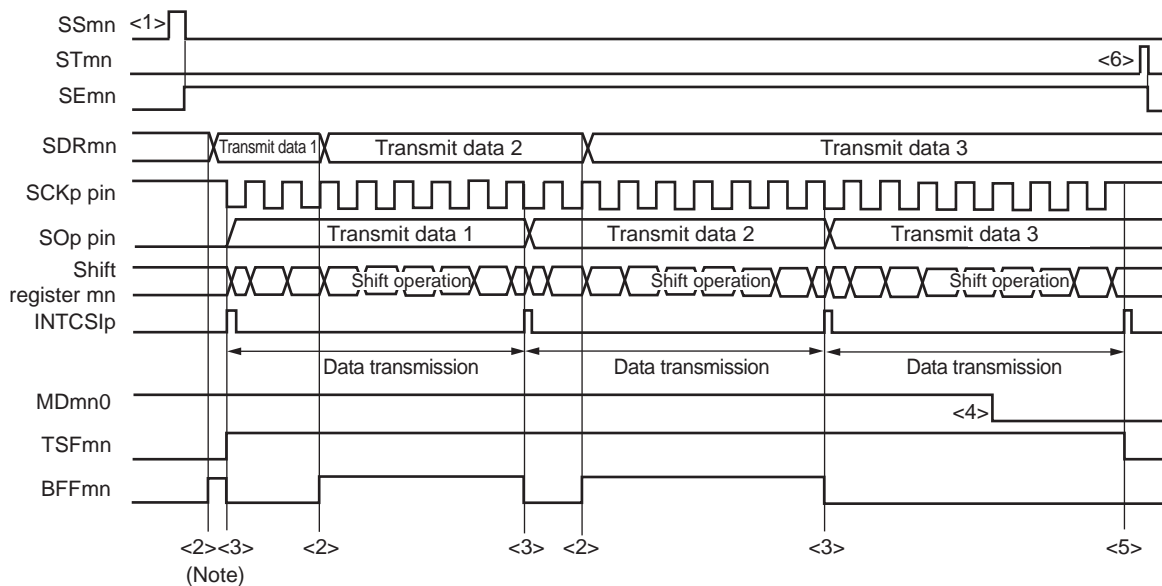 SSmn <1>
STmn <6>
SEmn
SDRmn Transmit data 1 Transmit data 2 Transmit data 3
SCKp pin
SOp pin Transmit data 1 Transmit data 2 Transmit data 3
Shift
register mn Shift operation Shift operation Shift operation
INTCSIp
Data transmission Data transmission Data transmission
MDmn0 <4>
TSFmn
BFFmn
<2> <3> <2> <3> <2> <3> <5>
(Note)